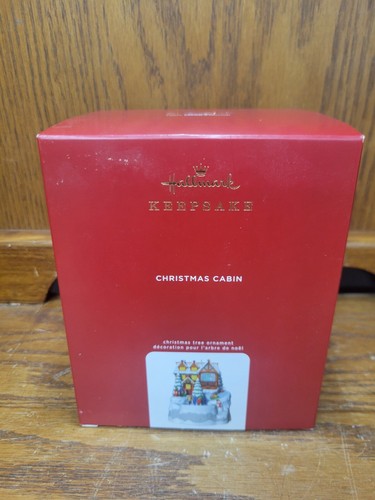 Hallmark
KEEPSAKE
CHRISTMAS CABIN
christmas tree ornament
décoration pour l'arbre de noël